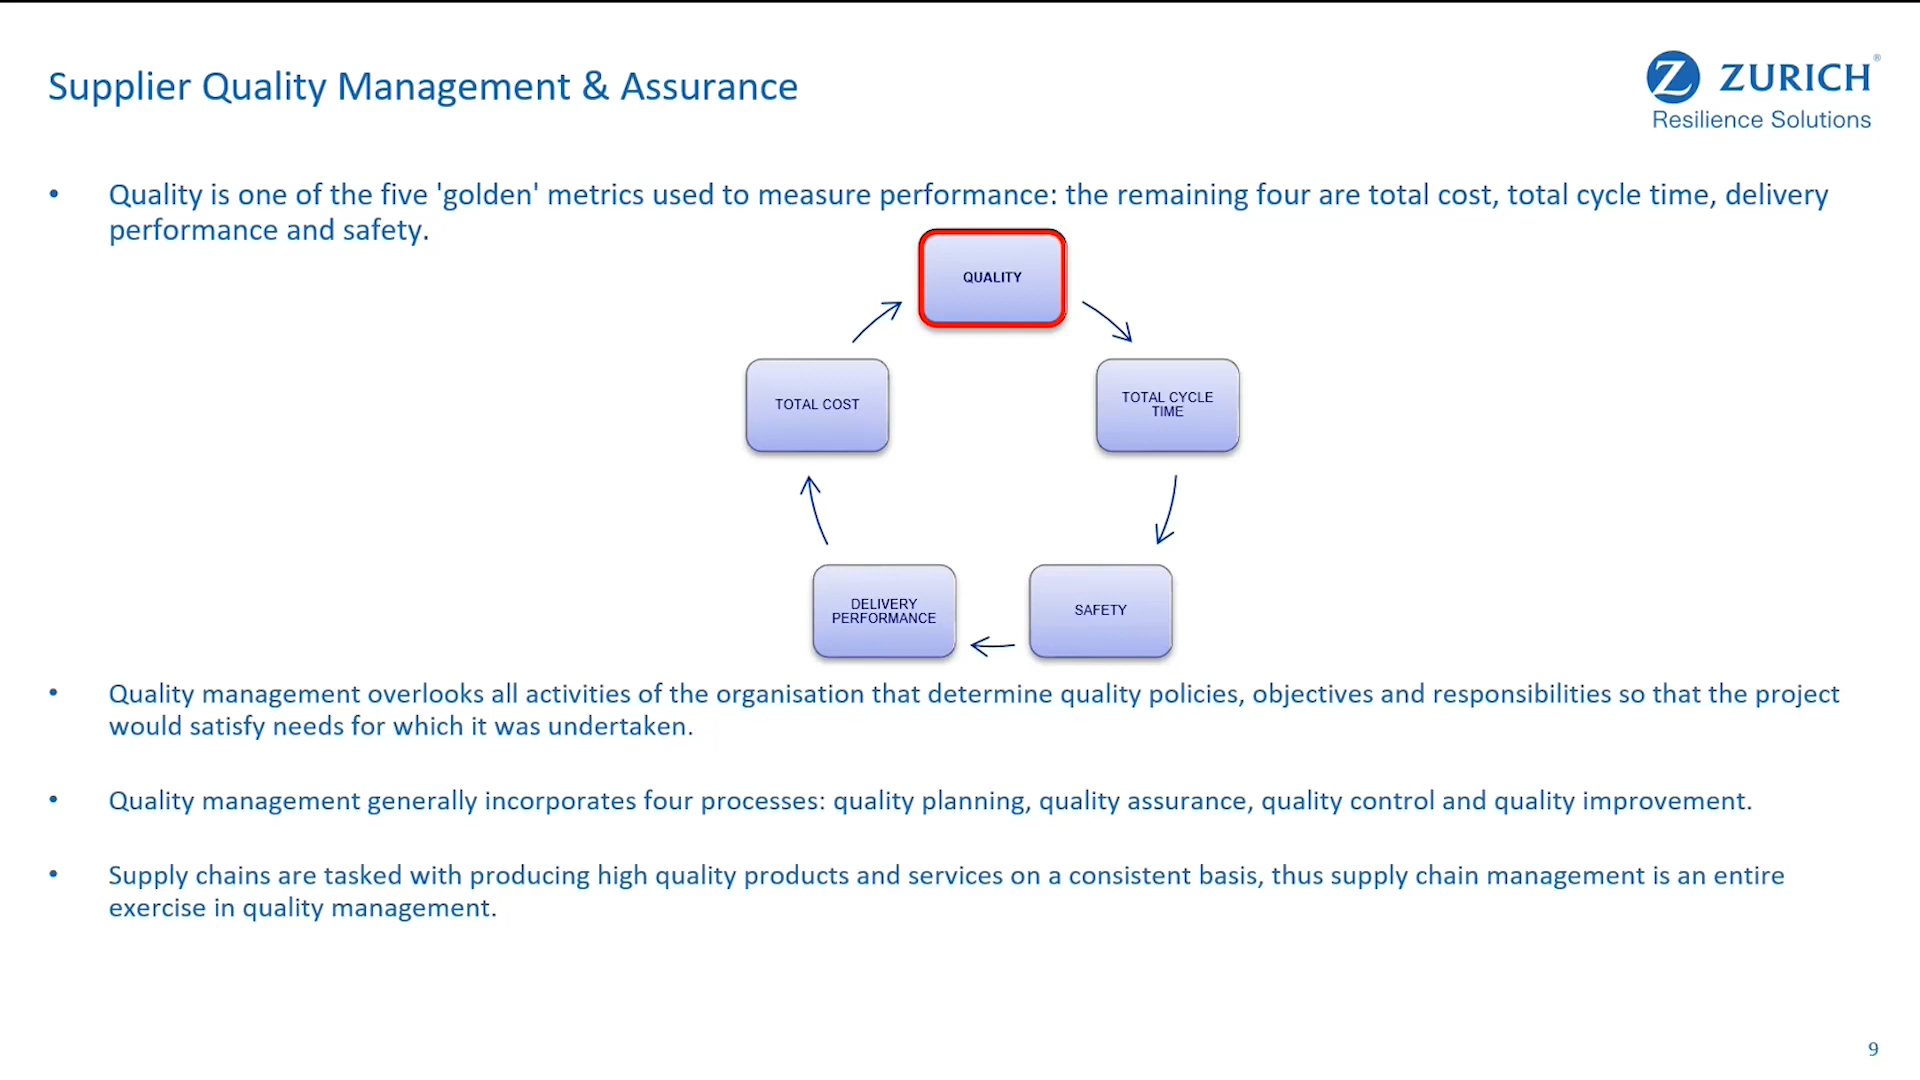 Supplier Quality Management & Assurance
ZURICH®
Resilience Solutions
• Quality is one of the five 'golden' metrics used to measure performance: the remaining four are total cost, total cycle time, delivery
performance and safety.
QUALITY
TOTAL COST
TOTAL CYCLE
TIME
DELIVERY
PERFORMANCE
SAFETY
• Quality management overlooks all activities of the organisation that determine quality policies, objectives and responsibilities so that the project
would satisfy needs for which it was undertaken.
• Quality management generally incorporates four processes: quality planning, quality assurance, quality control and quality improvement.
• Supply chains are tasked with producing high quality products and services on a consistent basis, thus supply chain management is an entire
exercise in quality management.
9